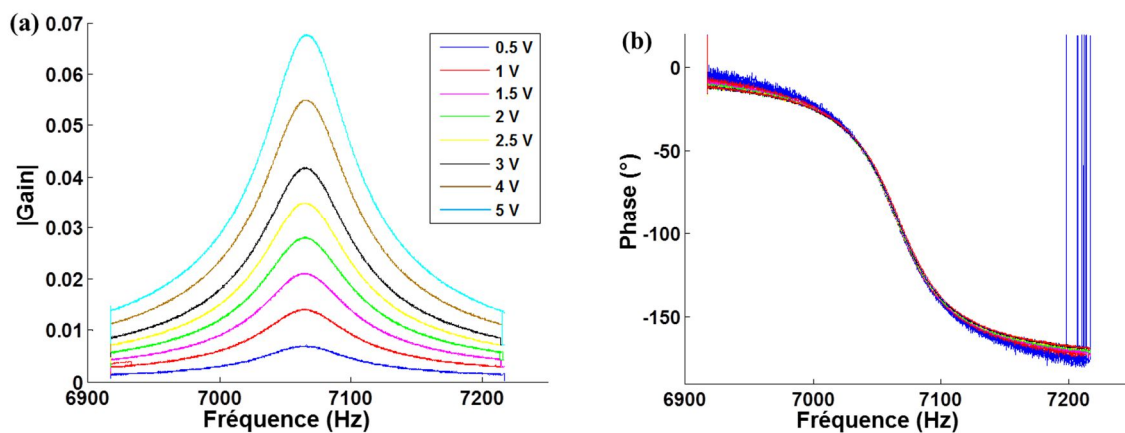 (a)
0.07
0.06
0.05
0.04
0.03
0.02
0.01
0
|Gain|
6900 7000 7100 7200
Fréquence (Hz)
0.5 V
1 V
1.5 V
2 V
2.5 V
3 V
4 V
5 V
(b)
0
-50
-100
-150
Phase (°)
6900 7000 7100 7200
Fréquence (Hz)